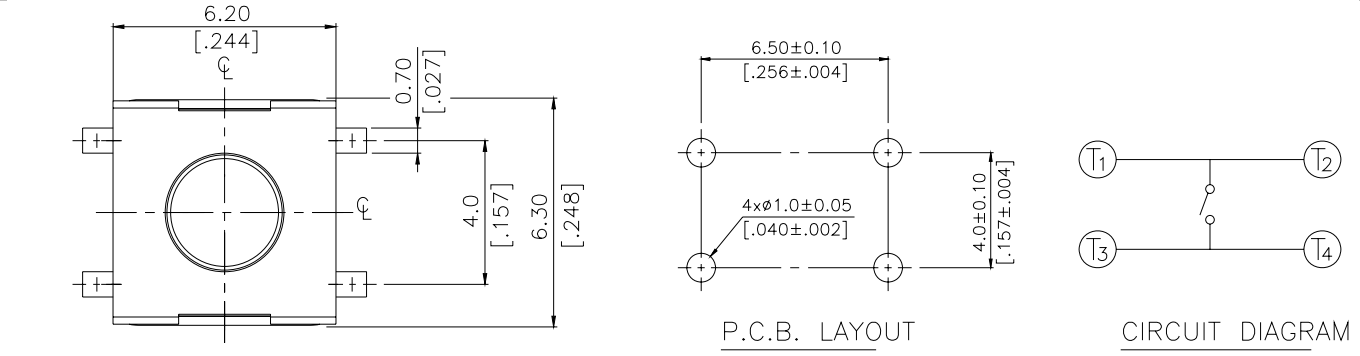 6.20
[.244]
℄
0.70
[.027]
℄
4.0
[.157]
6.30
[.248]
6.50±0.10
[.256±.004]
4xø1.0±0.05
[.040±.002]
4.0±0.10
[.157±.004]
P.C.B. LAYOUT
T1
T2
T3
T4
CIRCUIT DIAGRAM